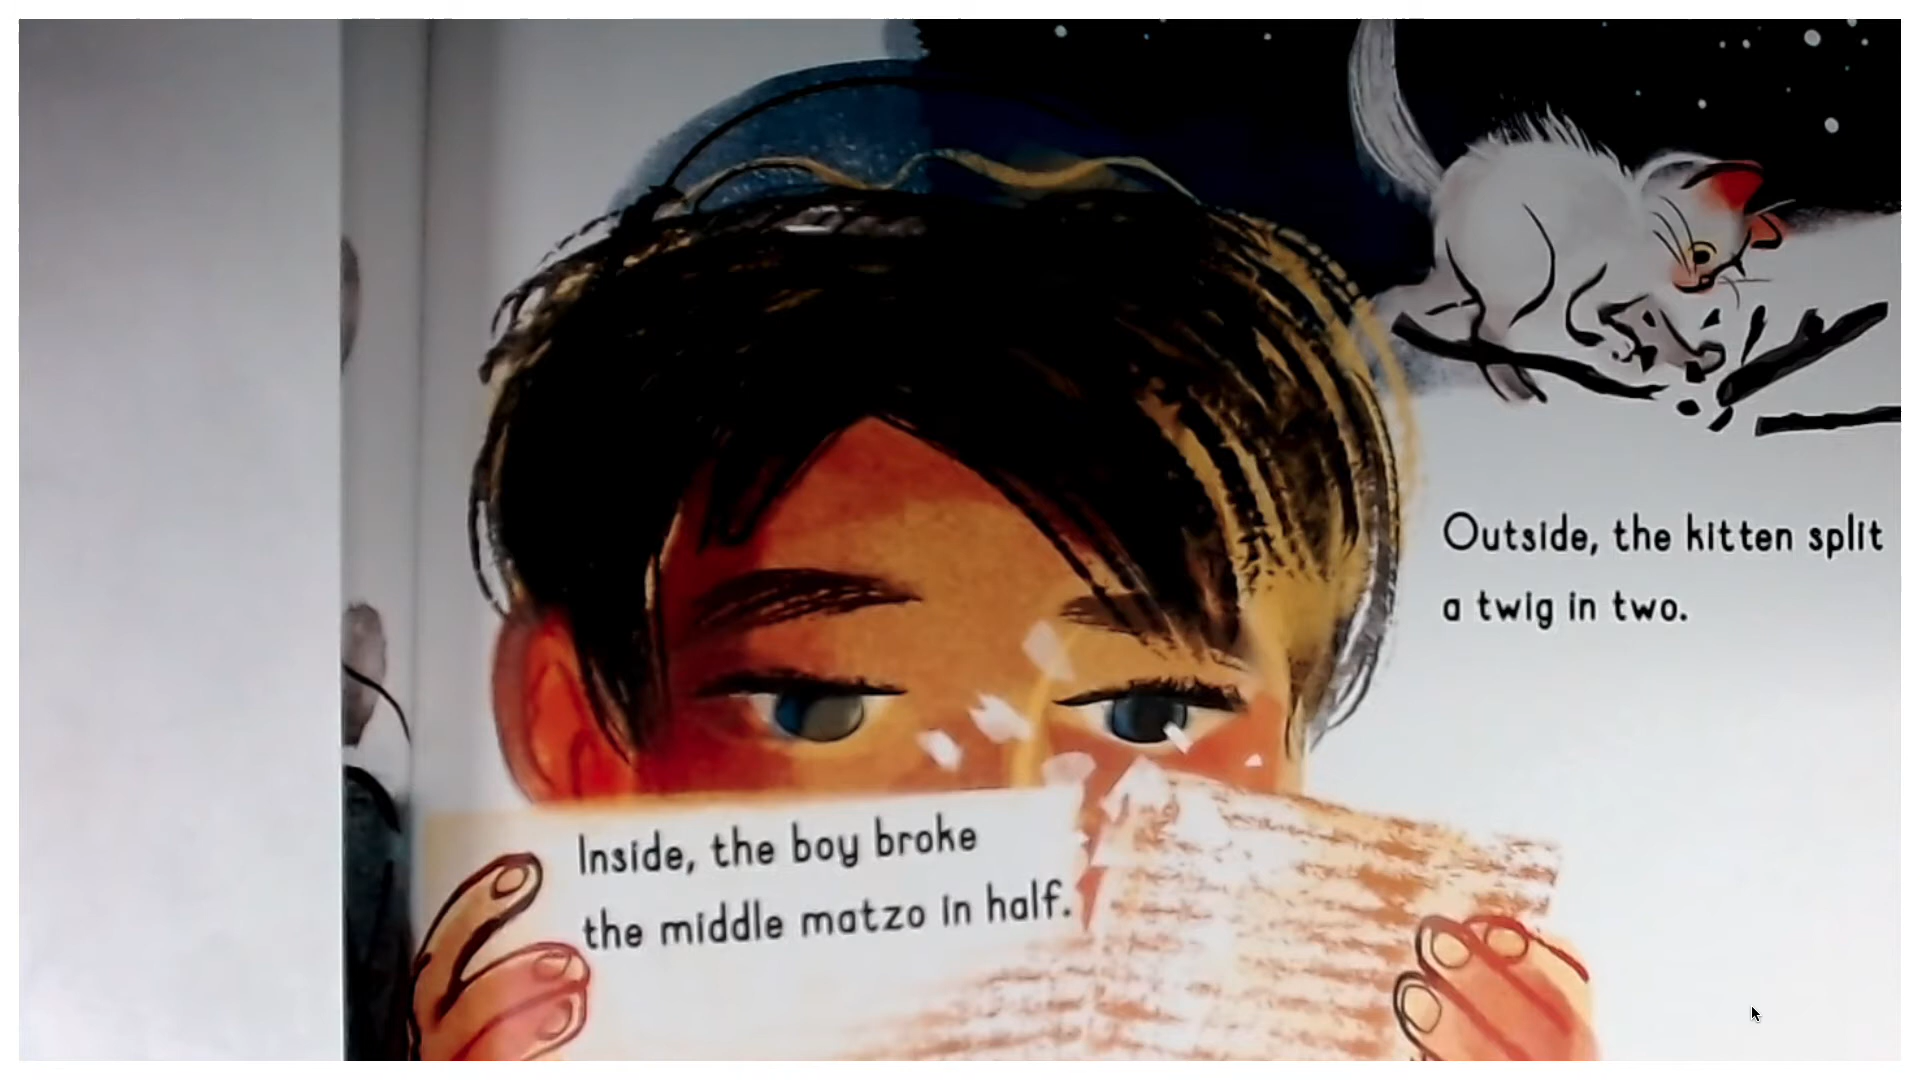 Inside, the boy broke
the middle matzo in half.
Outside, the kitten split
a twig in two.